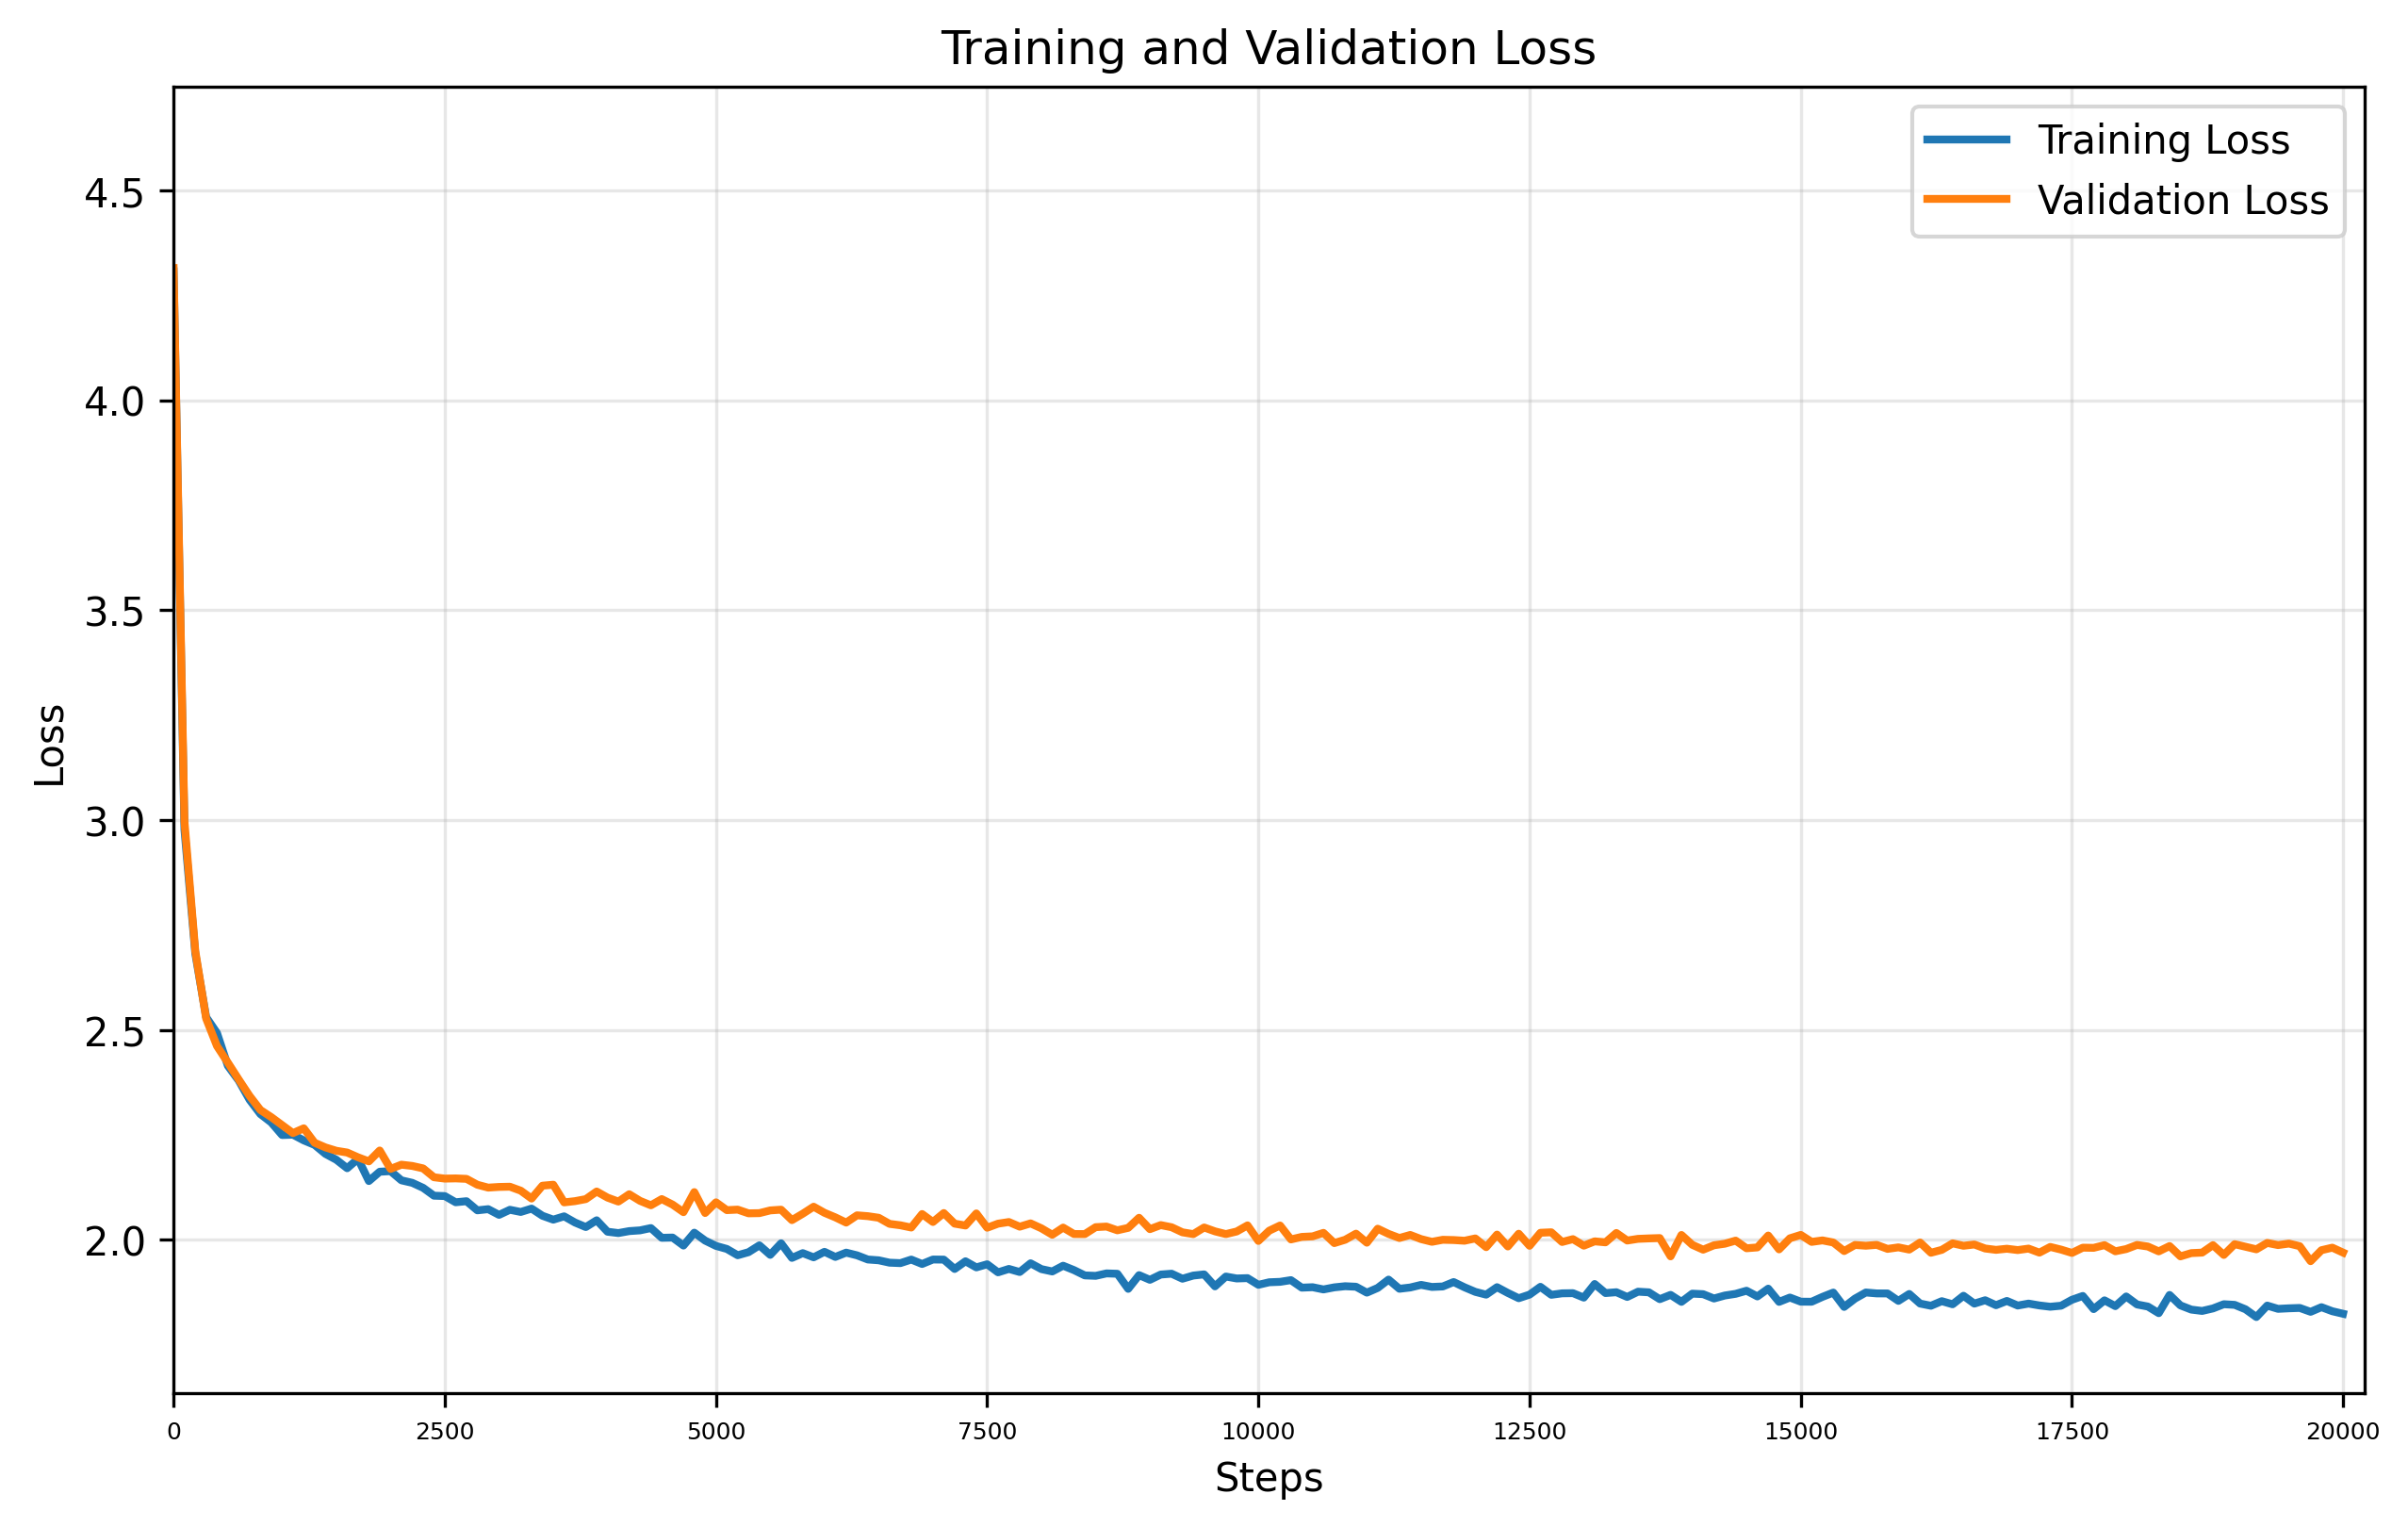 Training and Validation Loss
Training Loss
Validation Loss
4.5
4.0
3.5
3.0
2.5
2.0
Loss
0 2500 5000 7500 10000 12500 15000 17500 20000
Steps